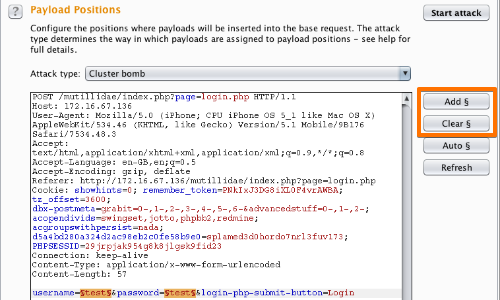 Payload Positions
Start attack
Configure the positions where payloads will be inserted into the base request. The attack
type determines the way in which payloads are assigned to payload positions - see help for
full details.
Attack type: Cluster bomb
POST /mutillidae/index.php?page=login.php HTTP/1.1
Host: 172.16.67.136
User-Agent: Mozilla/5.0 (iPhone; CPU iPhone OS 5_1 like Mac OS X)
AppleWebKit/534.46 (KHTML, like Gecko) Version/5.1 Mobile/9B176
Safari/7534.48.3
Accept:
text/html,application/xhtml+xml,application/xml;q=0.9,*/*;q=0.8
Accept-Language: en-GB,en;q=0.5
Accept-Encoding: gzip, deflate
Referer: http://172.16.67.136/mutillidae/index.php?page=login.php
Cookie: showhints=0; remember_token=PNkIxJ3DG8iXL0F4vrAWBA;
tz_offset=3600;
dbx-postmeta=grabit=0-,1-,2-,3-,4-,5-,6-&advancedstuff=0-,1-,2-;
acopendivids=swingset,jotto,phpbb2,redmine;
acgroupswithpersist=nada;
d5a4bd280a324d2ac98eb2c0fe58b9e0=splamed3d0hordo7nrl3fuv173;
PHPSESSID=29jrpjak954g8k8jlgsk9fid23
Connection: keep-alive
Content-Type: application/x-www-form-urlencoded
Content-Length: 57
username=§test§&password=§test§&login-php-submit-button=Login
Add §
Clear §
Auto §
Refresh